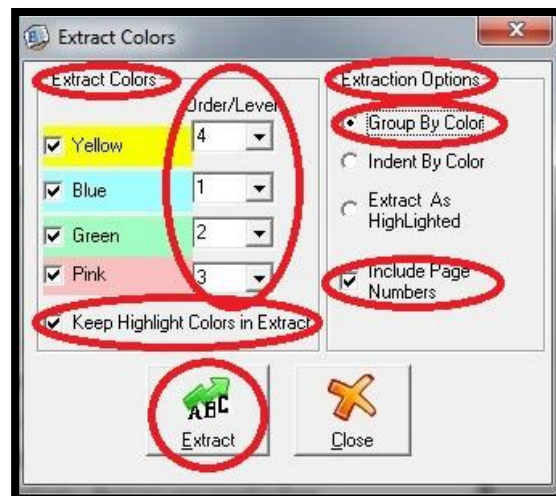 Extract Colors
Extract Colors
Order/Level
Yellow 4
Blue 1
Green 2
Pink 3
Keep Highlight Colors in Extract
Extraction Options
Group By Color
Indent By Color
Extract As
HighLighted
Include Page
Numbers
ABC
Extract
Close